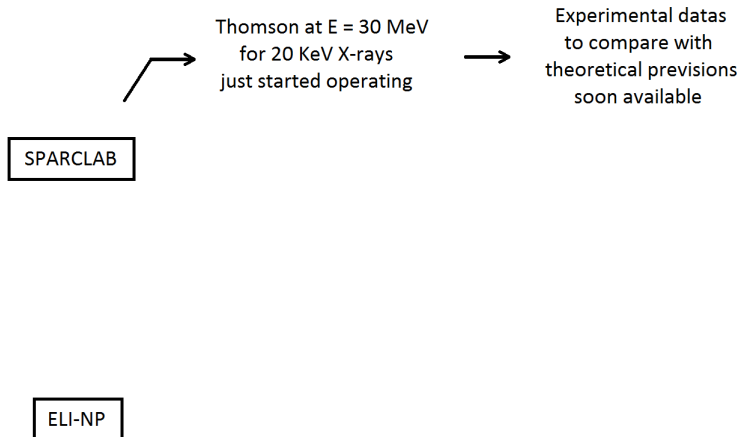 Thomson at E = 30 MeV
for 20 KeV X-rays
just started operating
Experimental datas
to compare with
theoretical previsions
soon available
SPARCLAB
ELI-NP